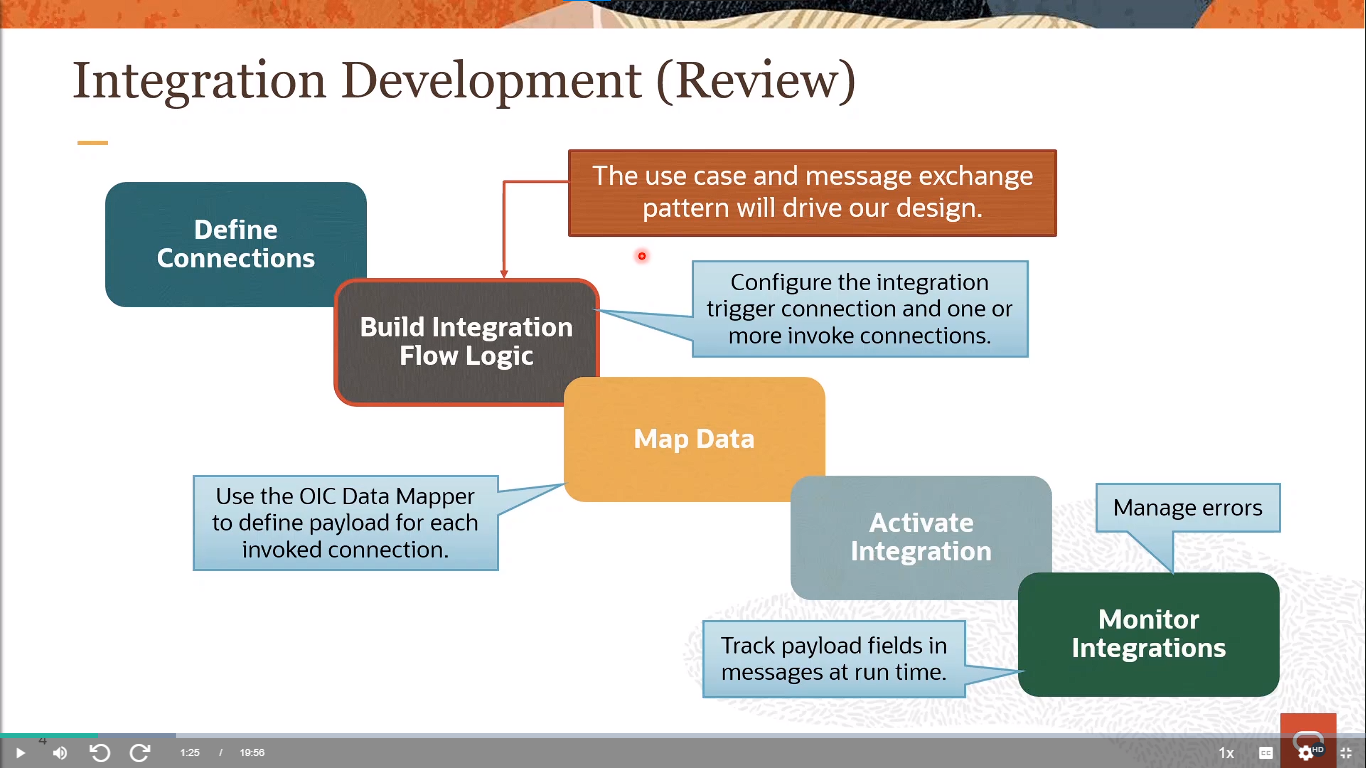 Integration Development (Review)
The use case and message exchange
pattern will drive our design.
Define
Connections
Configure the integration
trigger connection and one or
more invoke connections.
Build Integration
Flow Logic
Map Data
Use the OIC Data Mapper
to define payload for each
invoked connection.
Activate
Integration
Manage errors
Monitor
Integrations
Track payload fields in
messages at run time.
4
1:25 / 19:56
1x
CC
HD